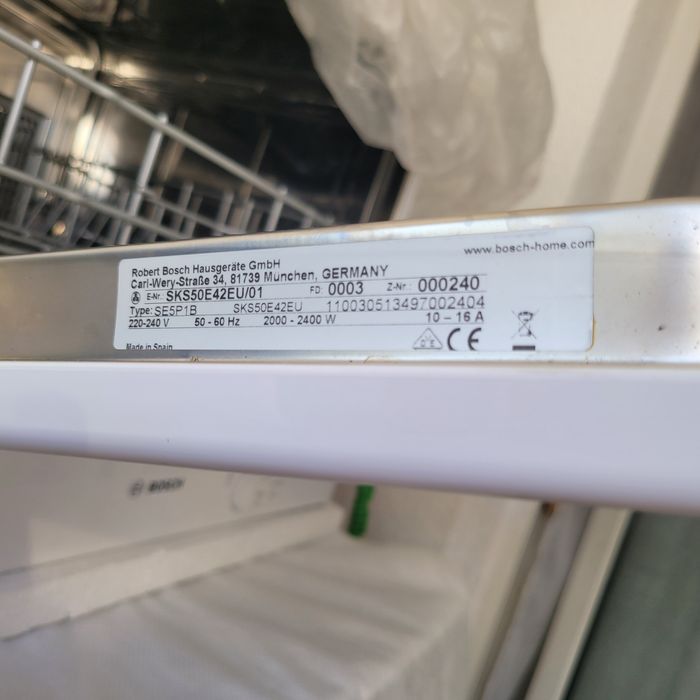 www.bosch-home.com
Robert Bosch Hausgeräte GmbH
Carl-Wery-Straße 34, 81739 München, GERMANY
E-Nr. SKS50E42EU/01 FD: 0003 Z-Nr.: 000240
Type: SE5P1B SKS50E42EU 110030513497002404
220-240 V 50 - 60 Hz 2000 - 2400 W 10 – 16 A
Made in Spain
D E CE
BOSCH